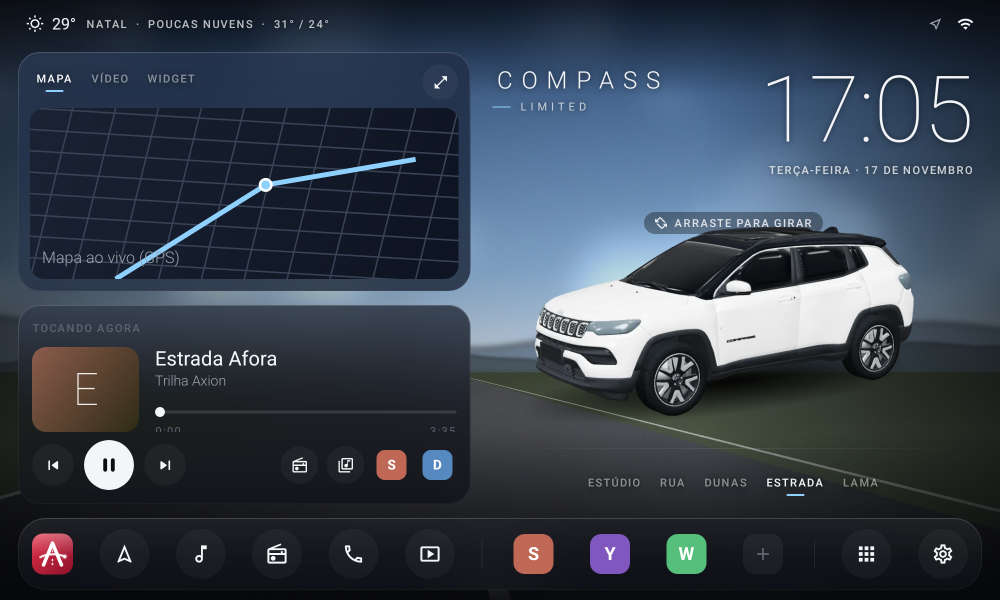 29° NATAL · POUCAS NUVENS · 31° / 24°
MAPA VÍDEO WIDGET
Mapa ao vivo (GPS)
COMPASS
LIMITED
17:05
TERÇA-FEIRA · 17 DE NOVEMBRO
ARRASTE PARA GIRAR
TOCANDO AGORA
E
Estrada Afora
Trilha Axion
0:00 3:35
S D
COMPASS
ESTÚDIO RUA DUNAS ESTRADA LAMA
S Y W +